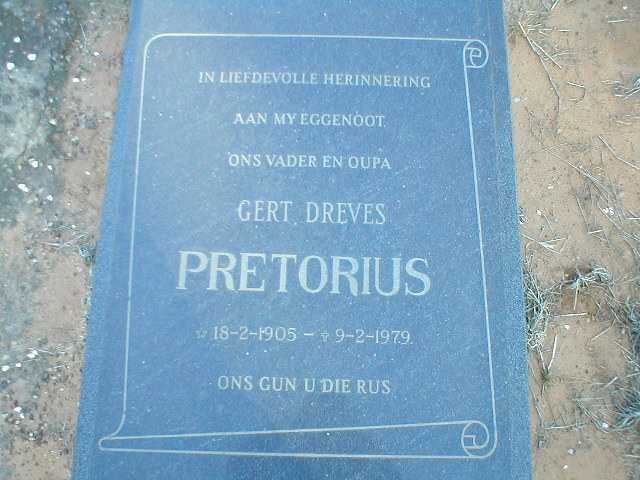 IN LIEFDEVOLLE HERINNERING
AAN MY EGGENOOT
ONS VADER EN OUPA
GERT DREVES
PRETORIUS
☆ 18-2-1905 – ✞ 9-2-1979.
ONS GUN U DIE RUS